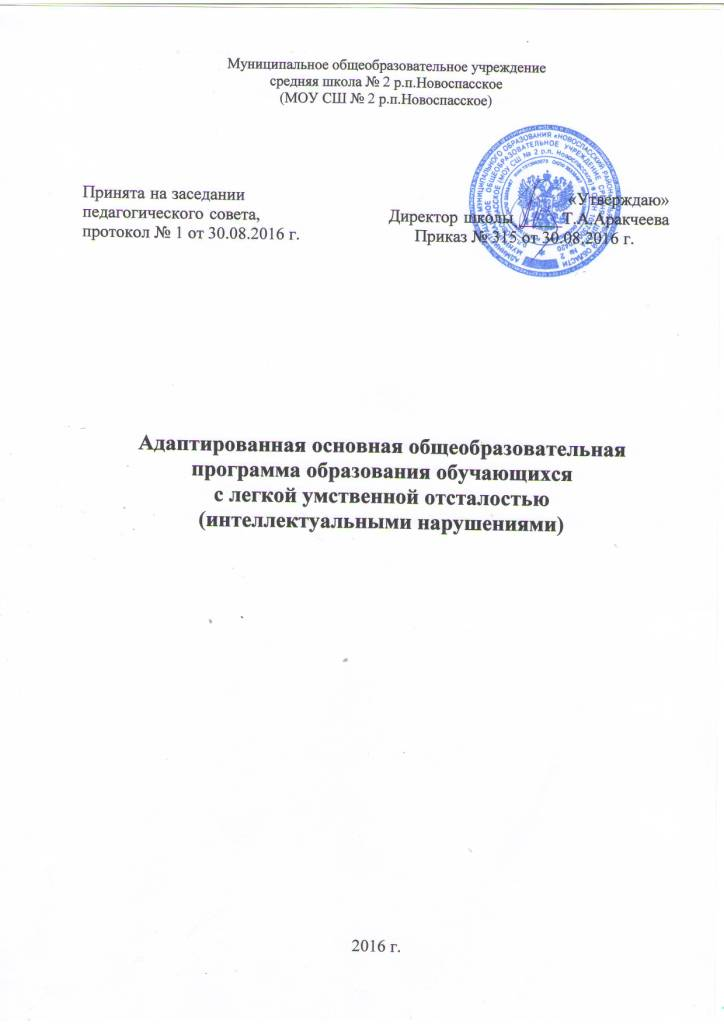 Муниципальное общеобразовательное учреждение
средняя школа № 2 р.п.Новоспасское
(МОУ СШ № 2 р.п.Новоспасское)
Принята на заседании
педагогического совета,
протокол № 1 от 30.08.2016 г.
«Утверждаю»
Директор школы Т.А.Аракчеева
Приказ № 315 от 30.08.2016 г.
Адаптированная основная общеобразовательная
программа образования обучающихся
с легкой умственной отсталостью
(интеллектуальными нарушениями)
2016 г.